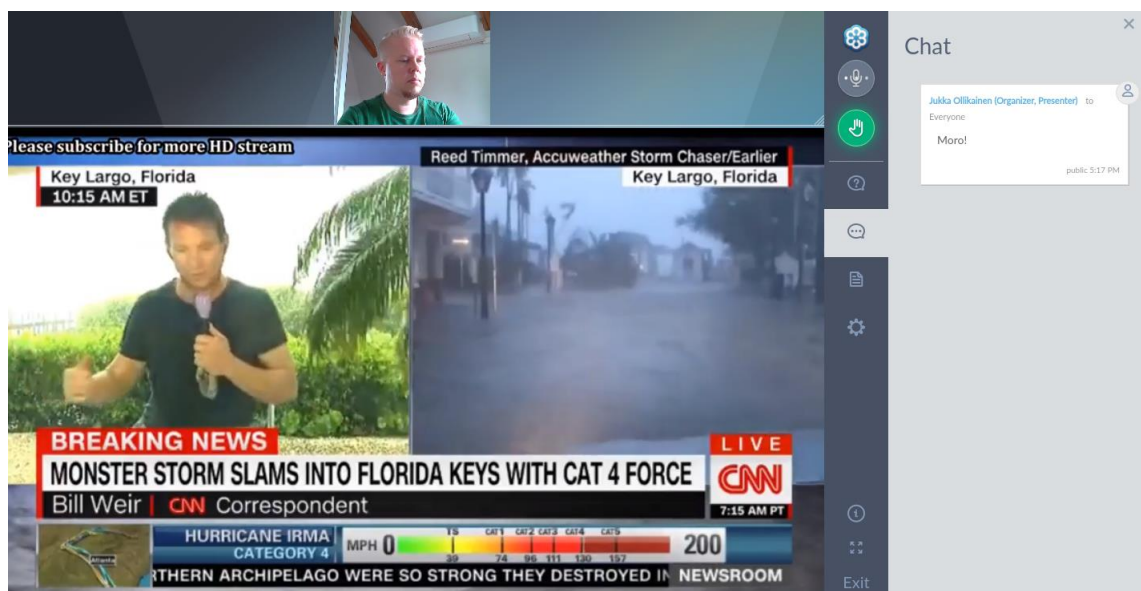 Please subscribe for more HD stream
Key Largo, Florida
10:15 AM ET
Reed Timmer, Accuweather Storm Chaser/Earlier
Key Largo, Florida
BREAKING NEWS
MONSTER STORM SLAMS INTO FLORIDA KEYS WITH CAT 4 FORCE
Bill Weir CNN Correspondent
LIVE
CNN
7:15 AM PT
HURRICANE IRMA
CATEGORY 4
Atlanta
MPH 0 200
TS CAT1 CAT2 CAT3 CAT4 CAT5
39 74 96 111 130 157
RTHERN ARCHIPELAGO WERE SO STRONG THEY DESTROYED IN
NEWSROOM
Exit
Chat
Jukka Ollikainen (Organizer, Presenter) to
Everyone
Moro!
public 5:17 PM